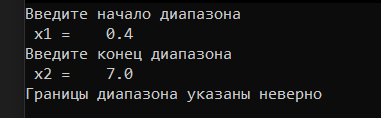 Введите начало диапазона
x1 =    0.4
Введите конец диапазона
x2 =    7.0
Границы диапазона указаны неверно